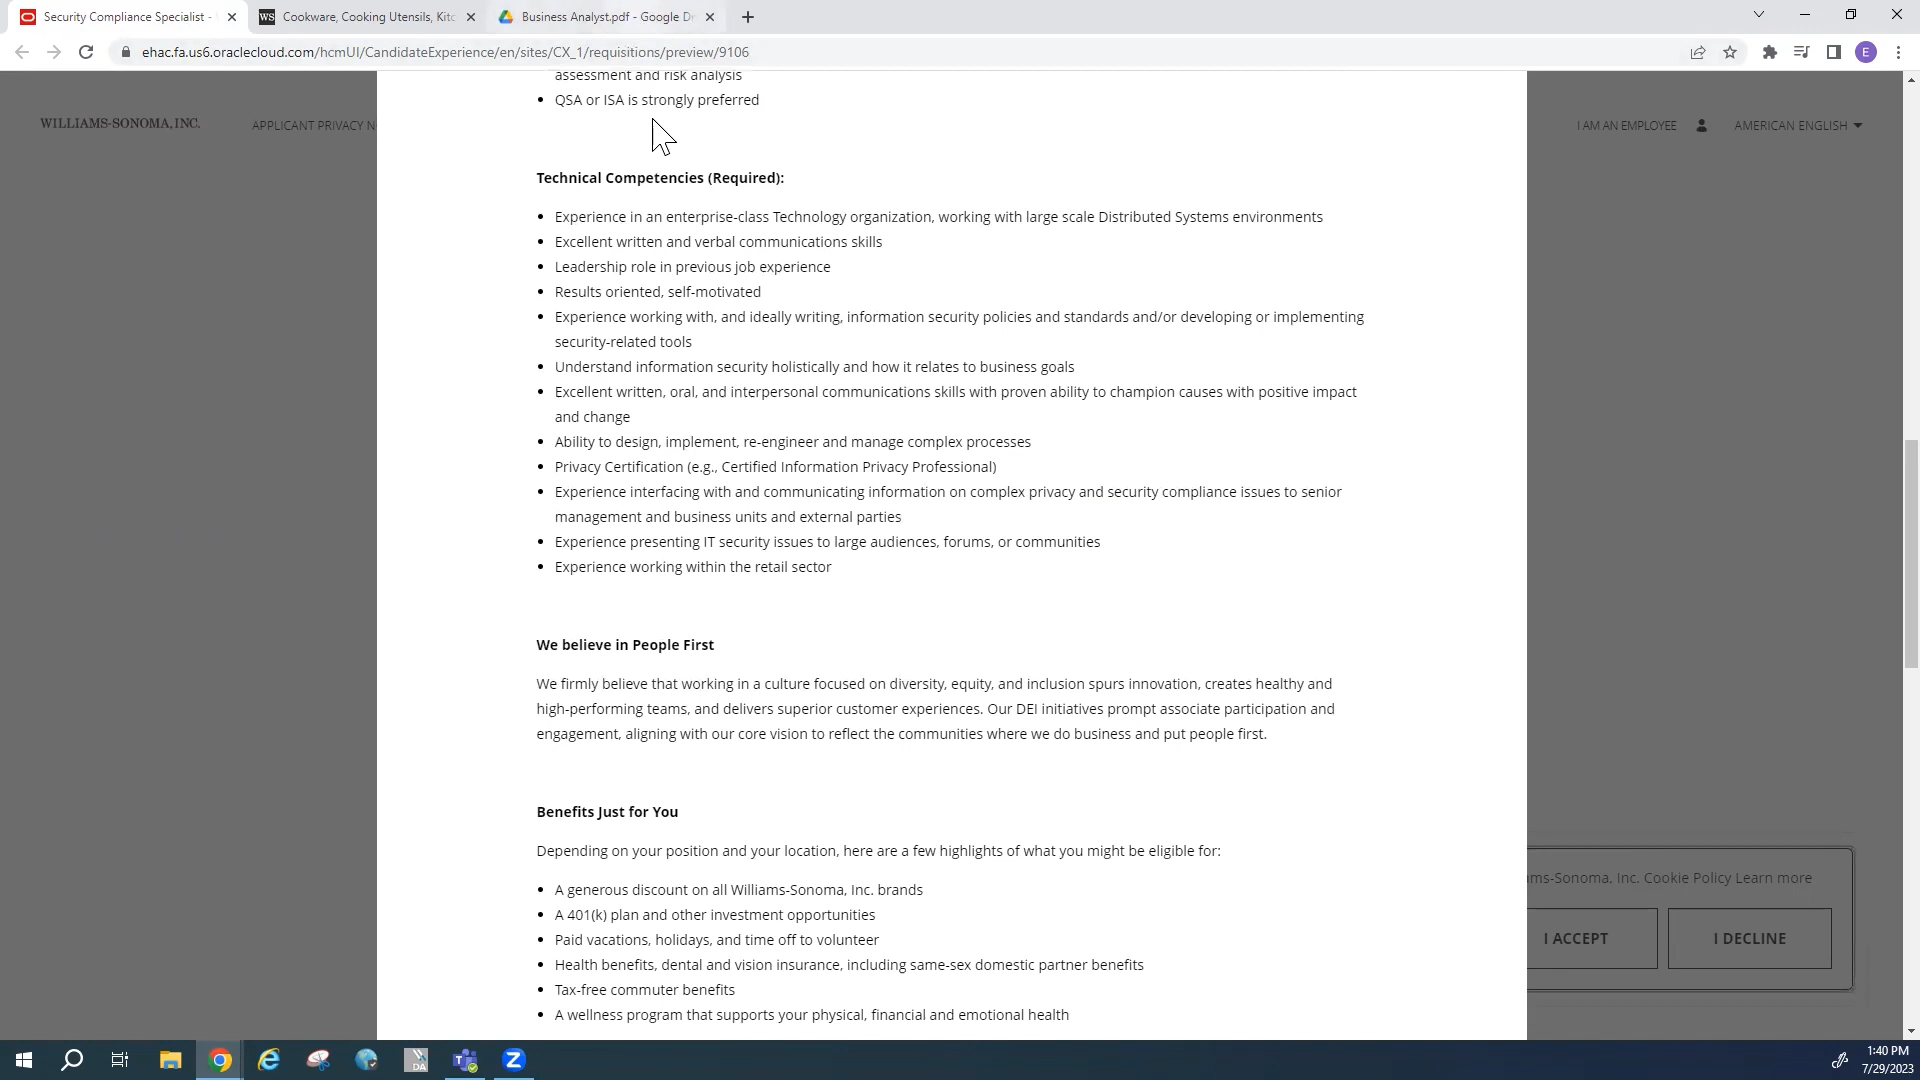 Security Compliance Specialist -
Cookware, Cooking Utensils, Kitc
Business Analyst.pdf - Google Dr
ehac.fa.us6.oraclecloud.com/hcmUI/CandidateExperience/en/sites/CX_1/requisitions/preview/9106
E
WILLIAMS-SONOMA, INC.
APPLICANT PRIVACY N
I AM AN EMPLOYEE
AMERICAN ENGLISH
assessment and risk analysis
• QSA or ISA is strongly preferred
Technical Competencies (Required):
• Experience in an enterprise-class Technology organization, working with large scale Distributed Systems environments
• Excellent written and verbal communications skills
• Leadership role in previous job experience
• Results oriented, self-motivated
• Experience working with, and ideally writing, information security policies and standards and/or developing or implementing
security-related tools
• Understand information security holistically and how it relates to business goals
• Excellent written, oral, and interpersonal communications skills with proven ability to champion causes with positive impact
and change
• Ability to design, implement, re-engineer and manage complex processes
• Privacy Certification (e.g., Certified Information Privacy Professional)
• Experience interfacing with and communicating information on complex privacy and security compliance issues to senior
management and business units and external parties
• Experience presenting IT security issues to large audiences, forums, or communities
• Experience working within the retail sector
We believe in People First
We firmly believe that working in a culture focused on diversity, equity, and inclusion spurs innovation, creates healthy and
high-performing teams, and delivers superior customer experiences. Our DEI initiatives prompt associate participation and
engagement, aligning with our core vision to reflect the communities where we do business and put people first.
Benefits Just for You
Depending on your position and your location, here are a few highlights of what you might be eligible for:
• A generous discount on all Williams-Sonoma, Inc. brands
• A 401(k) plan and other investment opportunities
• Paid vacations, holidays, and time off to volunteer
• Health benefits, dental and vision insurance, including same-sex domestic partner benefits
• Tax-free commuter benefits
• A wellness program that supports your physical, financial and emotional health
ms-Sonoma, Inc. Cookie Policy Learn more
I ACCEPT
I DECLINE
WS
DA
1:40 PM
7/29/2023